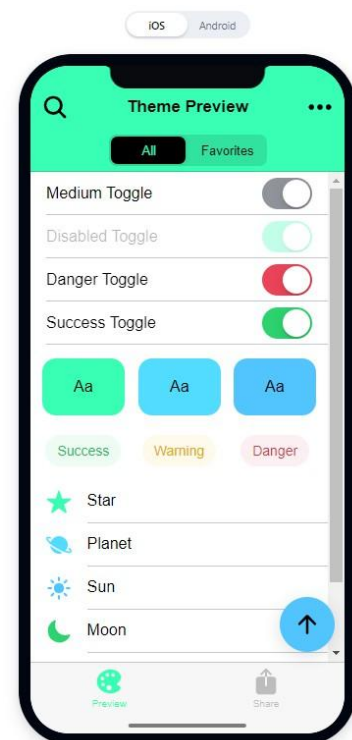 iOS Android
Theme Preview
All Favorites
Medium Toggle
Disabled Toggle
Danger Toggle
Success Toggle
Aa Aa Aa
Success Warning Danger
Star
Planet
Sun
Moon
Preview Share